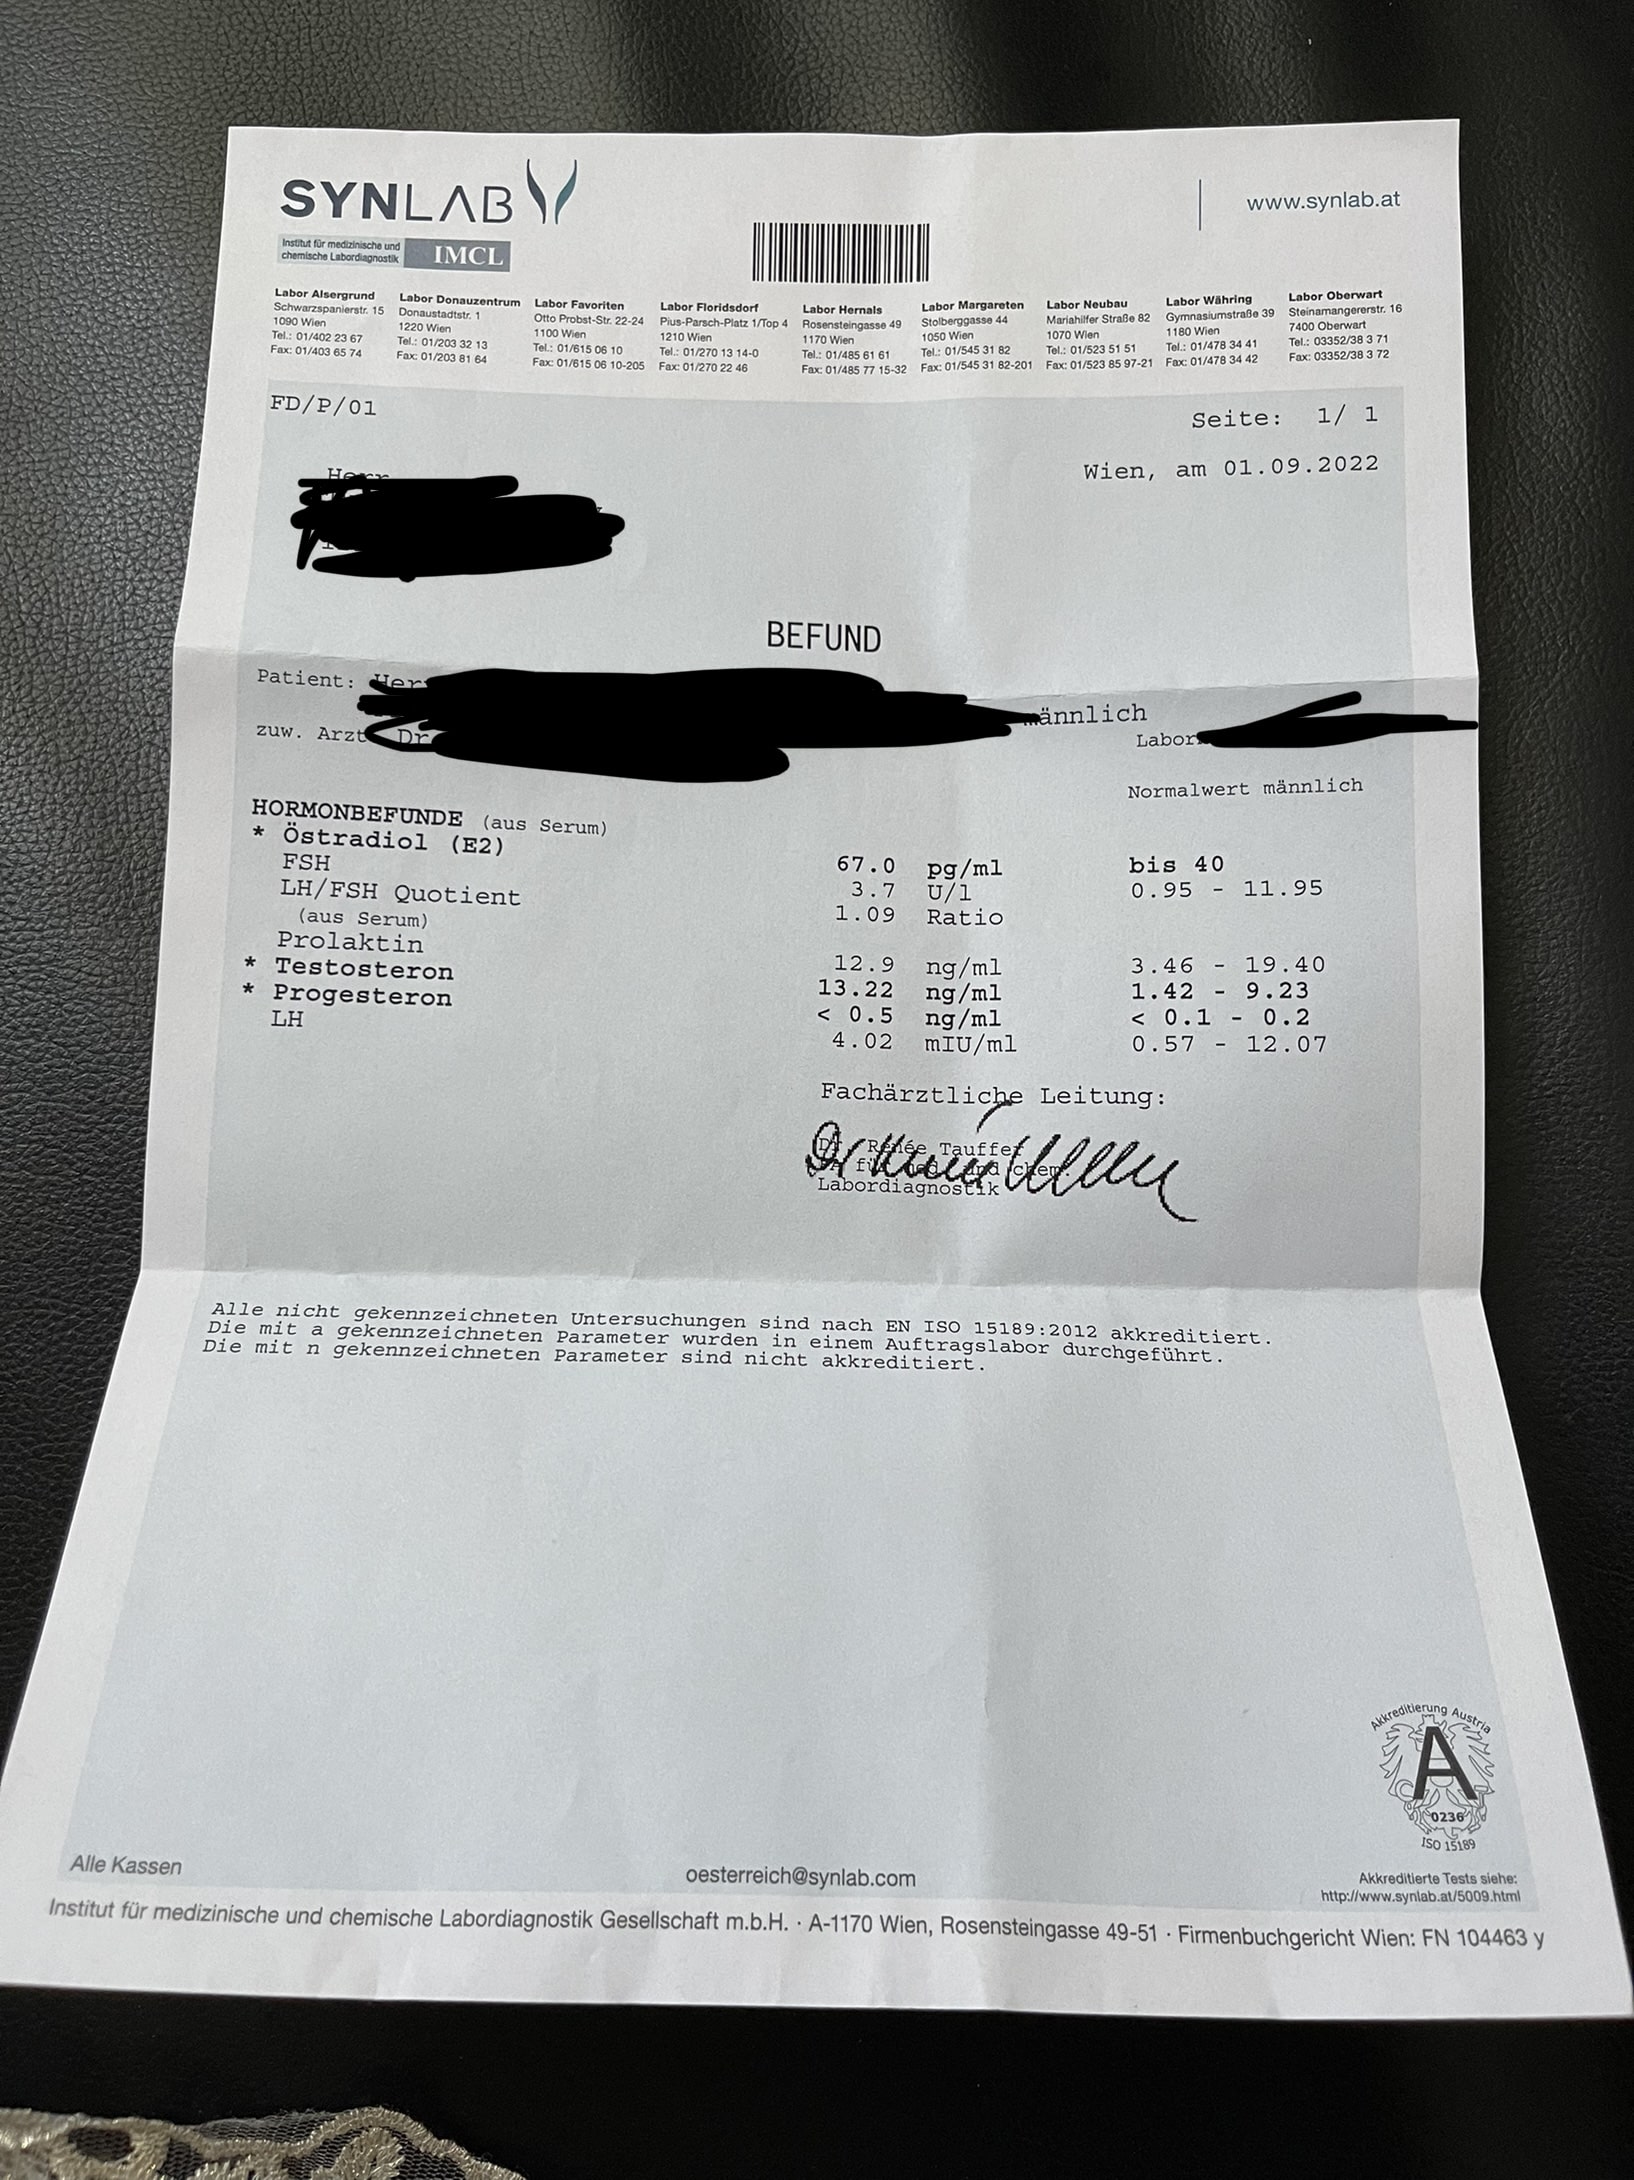 SYNLAB
www.synlab.at
Institut für medizinische und
chemische Labordiagnostik
IMCL
Labor Alsergrund
Schwarzspanierstr. 15
1090 Wien
Tel.: 01/402 23 67
Fax: 01/403 65 74
Labor Donauzentrum
Donaustadtstr. 1
1220 Wien
Tel.: 01/203 32 13
Fax: 01/203 81 64
Labor Favoriten
Otto Probst-Str. 22-24
1100 Wien
Tel.: 01/615 06 10
Fax: 01/615 06 10-205
Labor Floridsdorf
Pius-Parsch-Platz 1/Top 4
1210 Wien
Tel.: 01/270 13 14-0
Fax: 01/270 22 46
Labor Hernals
Rosensteingasse 49
1170 Wien
Tel.: 01/485 61 61
Fax: 01/485 77 15-32
Labor Margareten
Stolberggasse 44
1050 Wien
Tel.: 01/545 31 82
Fax: 01/545 31 82-201
Labor Neubau
Mariahilfer Straße 82
1070 Wien
Tel.: 01/523 51 51
Fax: 01/523 85 97-21
Labor Währing
Gymnasiumstraße 39
1180 Wien
Tel.: 01/478 34 41
Fax: 01/478 34 42
Labor Oberwart
Steinamangererstr. 16
7400 Oberwart
Tel.: 03352/38 3 71
Fax: 03352/38 3 72
FD/P/01
Seite: 1/ 1
Wien, am 01.09.2022
Herr
BEFUND
Patient: Herr männlich
zuw. Arzt Dr Labor
Normalwert männlich
HORMONBEFUNDE (aus Serum)
* Östradiol (E2) 67.0 pg/ml bis 40
FSH 3.7 U/l 0.95 - 11.95
LH/FSH Quotient 1.09 Ratio
(aus Serum)
Prolaktin 12.9 ng/ml 3.46 - 19.40
* Testosteron 13.22 ng/ml 1.42 - 9.23
* Progesteron < 0.5 ng/ml < 0.1 - 0.2
LH 4.02 mIU/ml 0.57 - 12.07
Fachärztliche Leitung:
Dr. Renée Tauffer
FA für med. und chem.
Labordiagnostik
Alle nicht gekennzeichneten Untersuchungen sind nach EN ISO 15189:2012 akkreditiert.
Die mit a gekennzeichneten Parameter wurden in einem Auftragslabor durchgeführt.
Die mit n gekennzeichneten Parameter sind nicht akkreditiert.
Akkreditierung Austria
A
0236
ISO 15189
Alle Kassen
oesterreich@synlab.com
Akkreditierte Tests siehe:
http://www.synlab.at/5009.html
Institut für medizinische und chemische Labordiagnostik Gesellschaft m.b.H. · A-1170 Wien, Rosensteingasse 49-51 · Firmenbuchgericht Wien: FN 104463 y